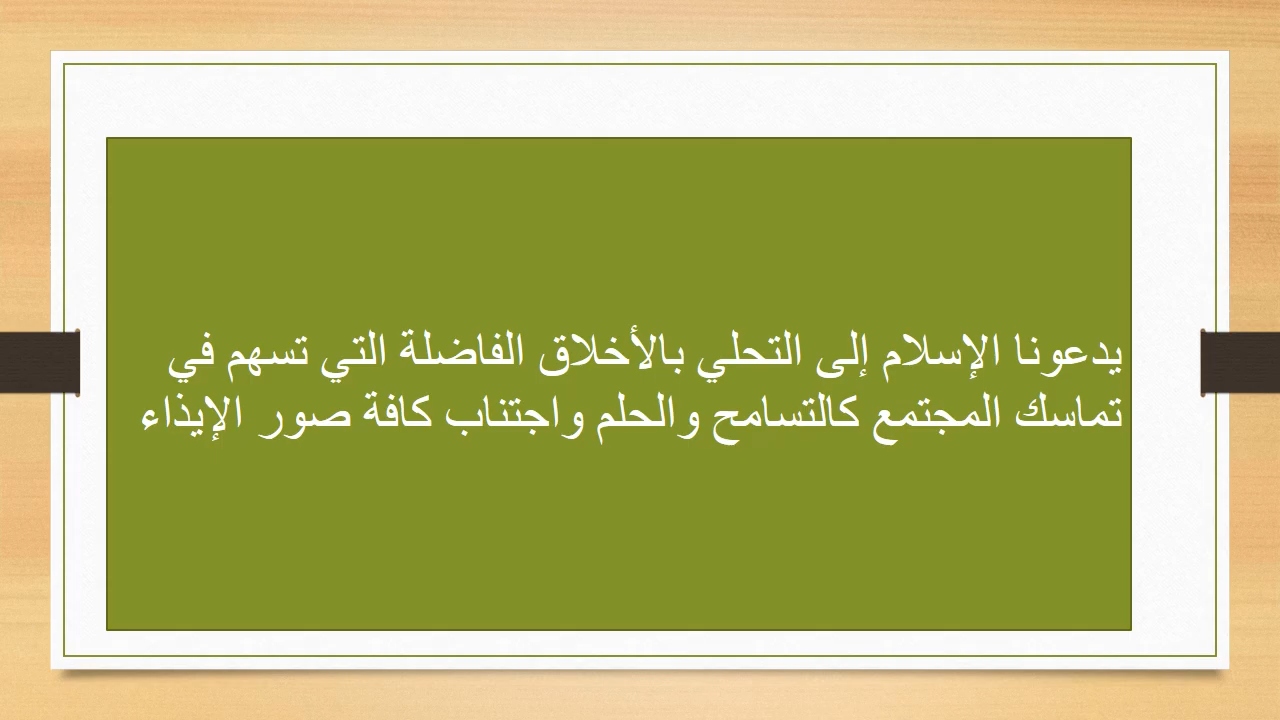 يدعونا الإسلام إلى التحلي بالأخلاق الفاضلة التي تسهم في
تماسك المجتمع كالتسامح والحلم واجتناب كافة صور الإيذاء